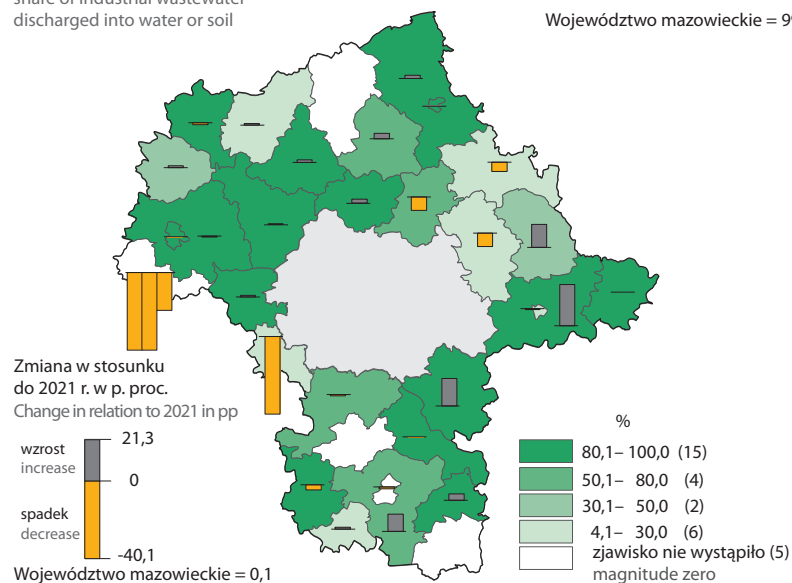 share of industrial wastewater
discharged into water or soil
Województwo mazowieckie = 9
Zmiana w stosunku
do 2021 r. w p. proc.
Change in relation to 2021 in pp
wzrost
increase
21,3
0
spadek
decrease
-40,1
Województwo mazowieckie = 0,1
%
80,1– 100,0 (15)
50,1– 80,0 (4)
30,1– 50,0 (2)
4,1– 30,0 (6)
zjawisko nie wystąpiło (5)
magnitude zero